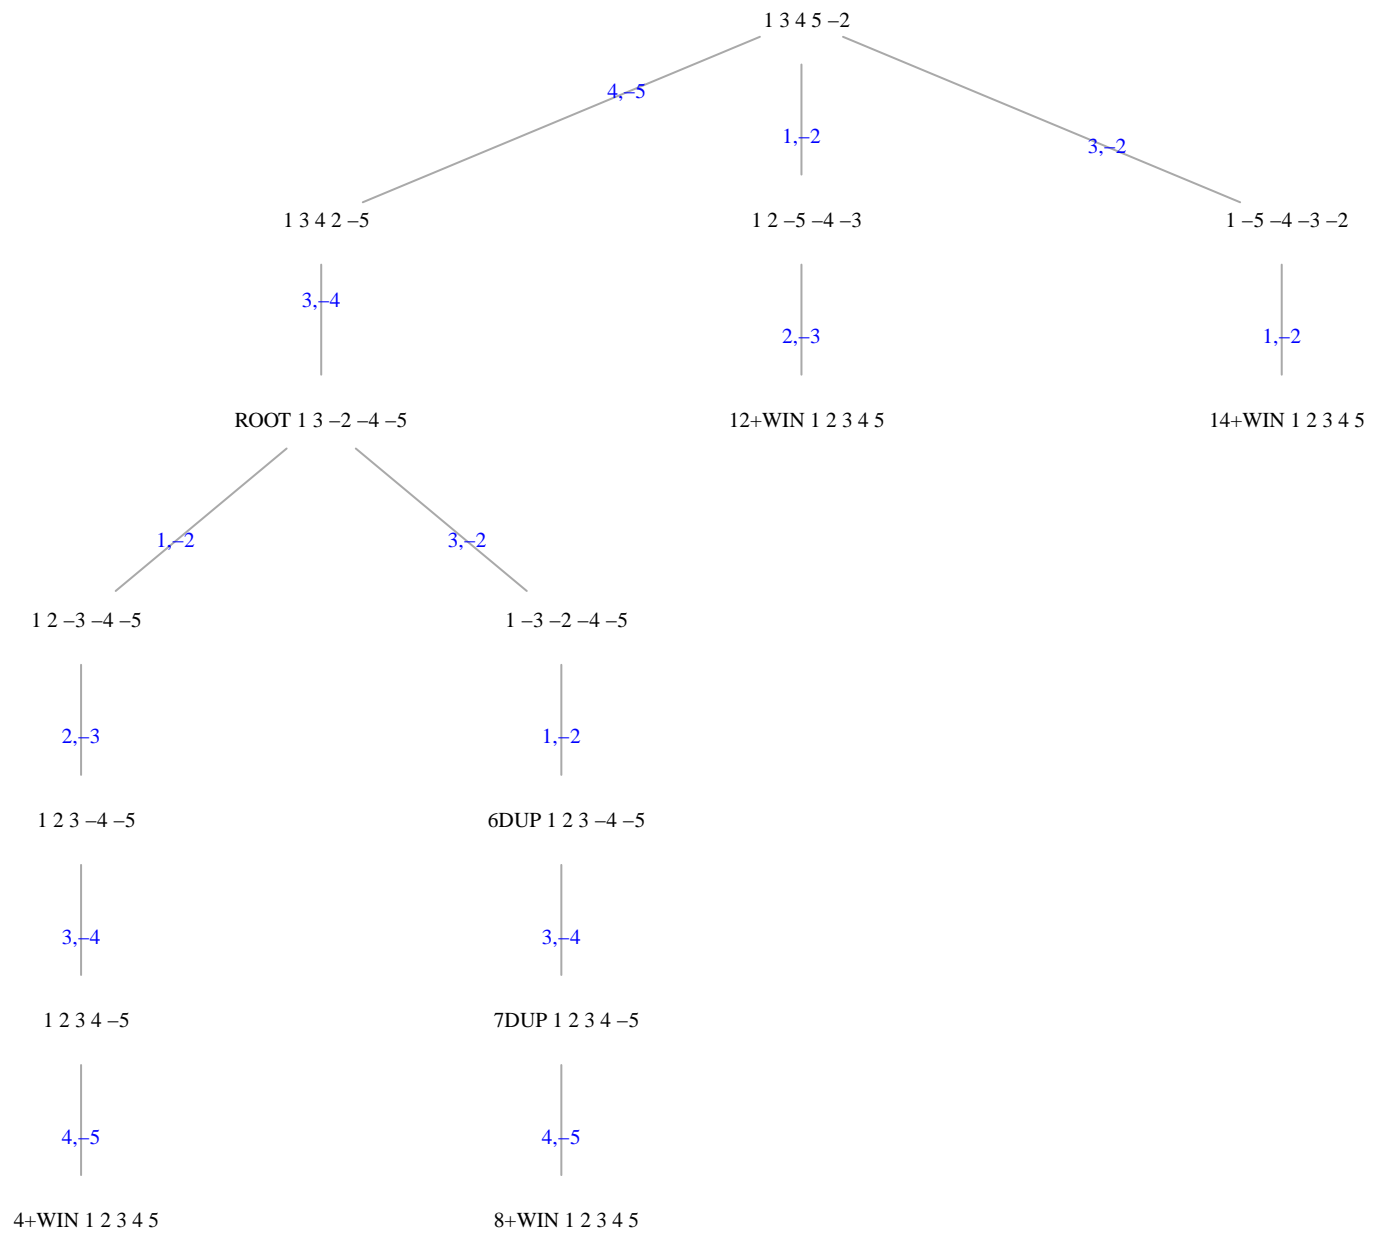 1 3 4 5 –2
4,–5
1,–2
3,–2
1 3 4 2 –5
1 2 –5 –4 –3
1 –5 –4 –3 –2
3,–4
2,–3
1,–2
ROOT 1 3 –2 –4 –5
12+WIN 1 2 3 4 5
14+WIN 1 2 3 4 5
1,–2
3,–2
1 2 –3 –4 –5
1 –3 –2 –4 –5
2,–3
1,–2
1 2 3 –4 –5
6DUP 1 2 3 –4 –5
3,–4
3,–4
1 2 3 4 –5
7DUP 1 2 3 4 –5
4,–5
4,–5
4+WIN 1 2 3 4 5
8+WIN 1 2 3 4 5